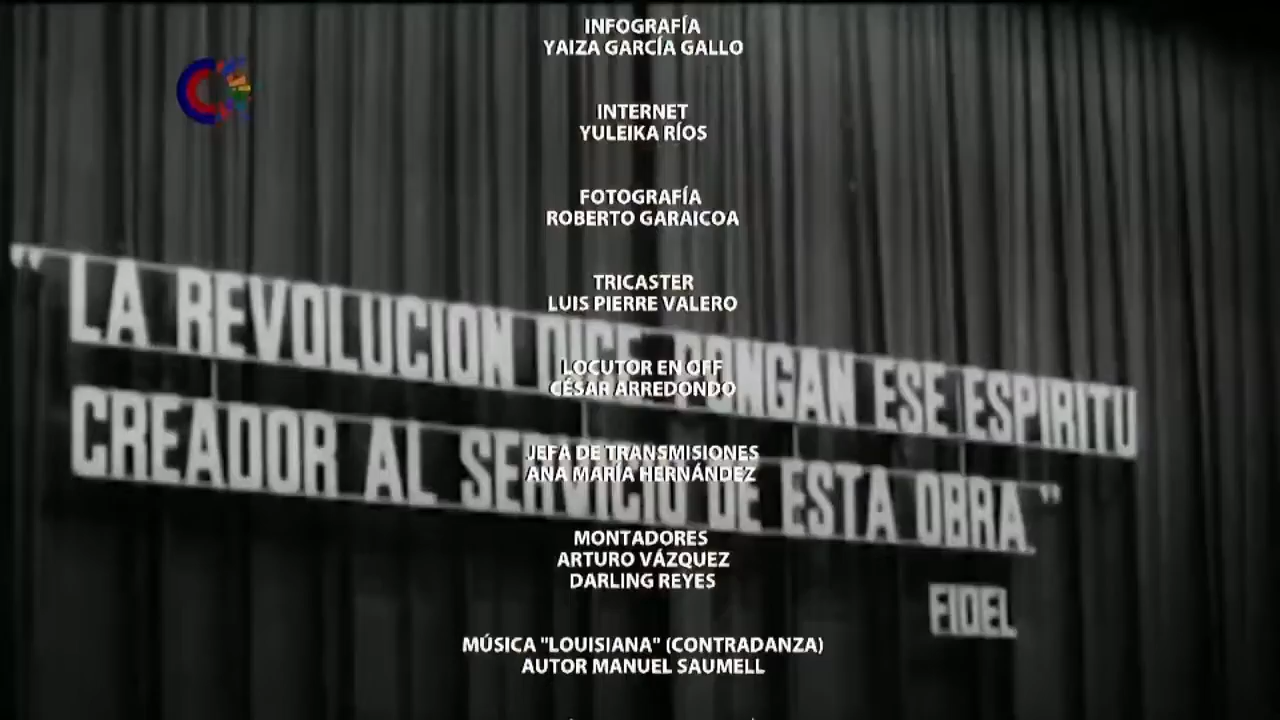 INFOGRAFÍA
YAIZA GARCÍA GALLO
INTERNET
YULEIKA RÍOS
FOTOGRAFÍA
ROBERTO GARAICOA
TRICASTER
LUIS PIERRE VALERO
LOCUTOR EN OFF
CÉSAR ARREDONDO
JEFA DE TRANSMISIONES
ANA MARÍA HERNÁNDEZ
MONTADORES
ARTURO VÁZQUEZ
DARLING REYES
MÚSICA "LOUISIANA" (CONTRADANZA)
AUTOR MANUEL SAUMELL
"LA REVOLUCION DICE PONGAN ESE ESPIRITU
CREADOR AL SERVICIO DE ESTA OBRA"
FIDEL